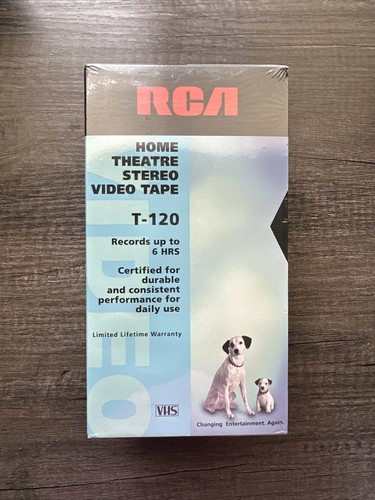 RCA
HOME
THEATRE
STEREO
VIDEO TAPE
T-120
Records up to
6 HRS
Certified for
durable
and consistent
performance for
daily use
Limited Lifetime Warranty
VIDEO
VHS
Changing Entertainment. Again.